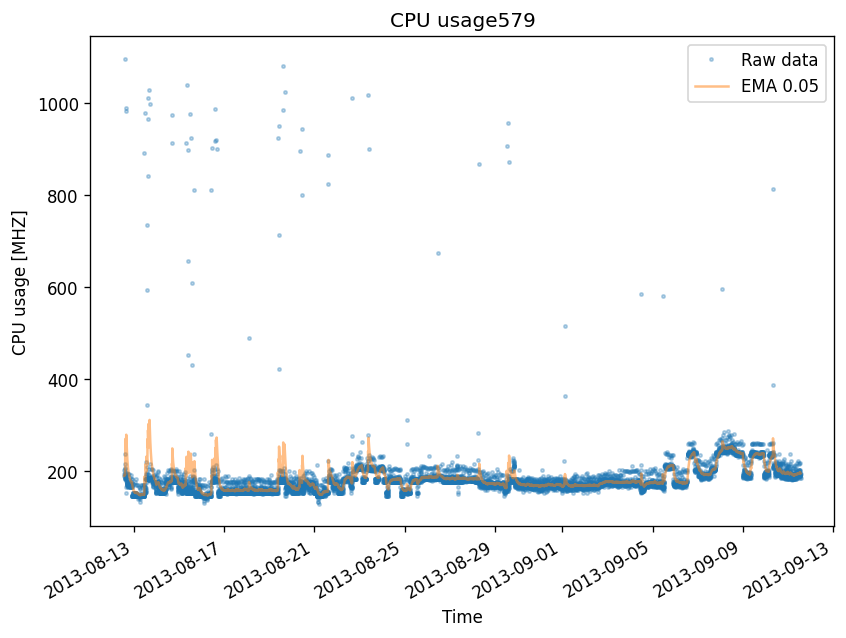 CPU usage579
Raw data
EMA 0.05
CPU usage [MHZ]
1000
800
600
400
200
2013-08-13
2013-08-17
2013-08-21
2013-08-25
2013-08-29
2013-09-01
2013-09-05
2013-09-09
2013-09-13
Time